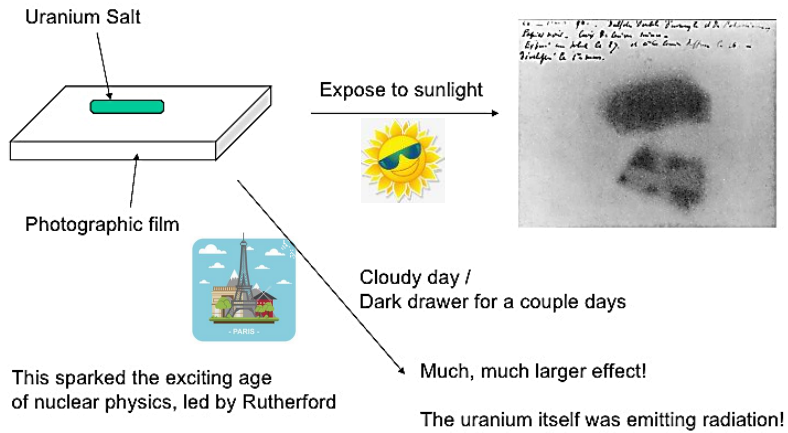 Uranium Salt
Expose to sunlight
Photographic film
- PARIS -
Cloudy day /
Dark drawer for a couple days
This sparked the exciting age
of nuclear physics, led by Rutherford
Much, much larger effect!
The uranium itself was emitting radiation!